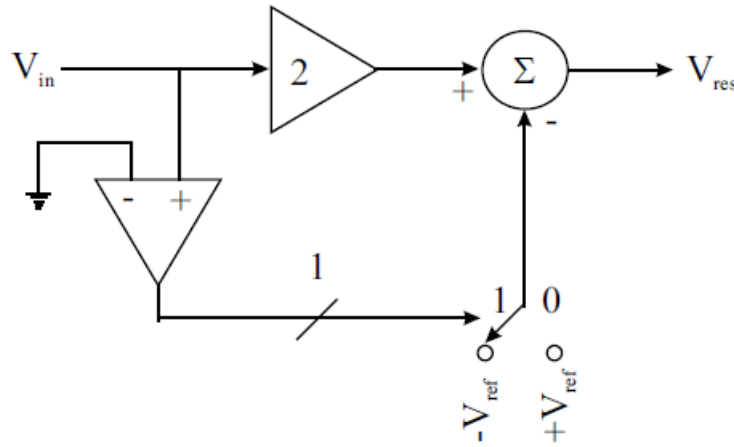 V_in
2
+
Σ
-
V_res
-
+
1
1
0
-V_ref
+V_ref